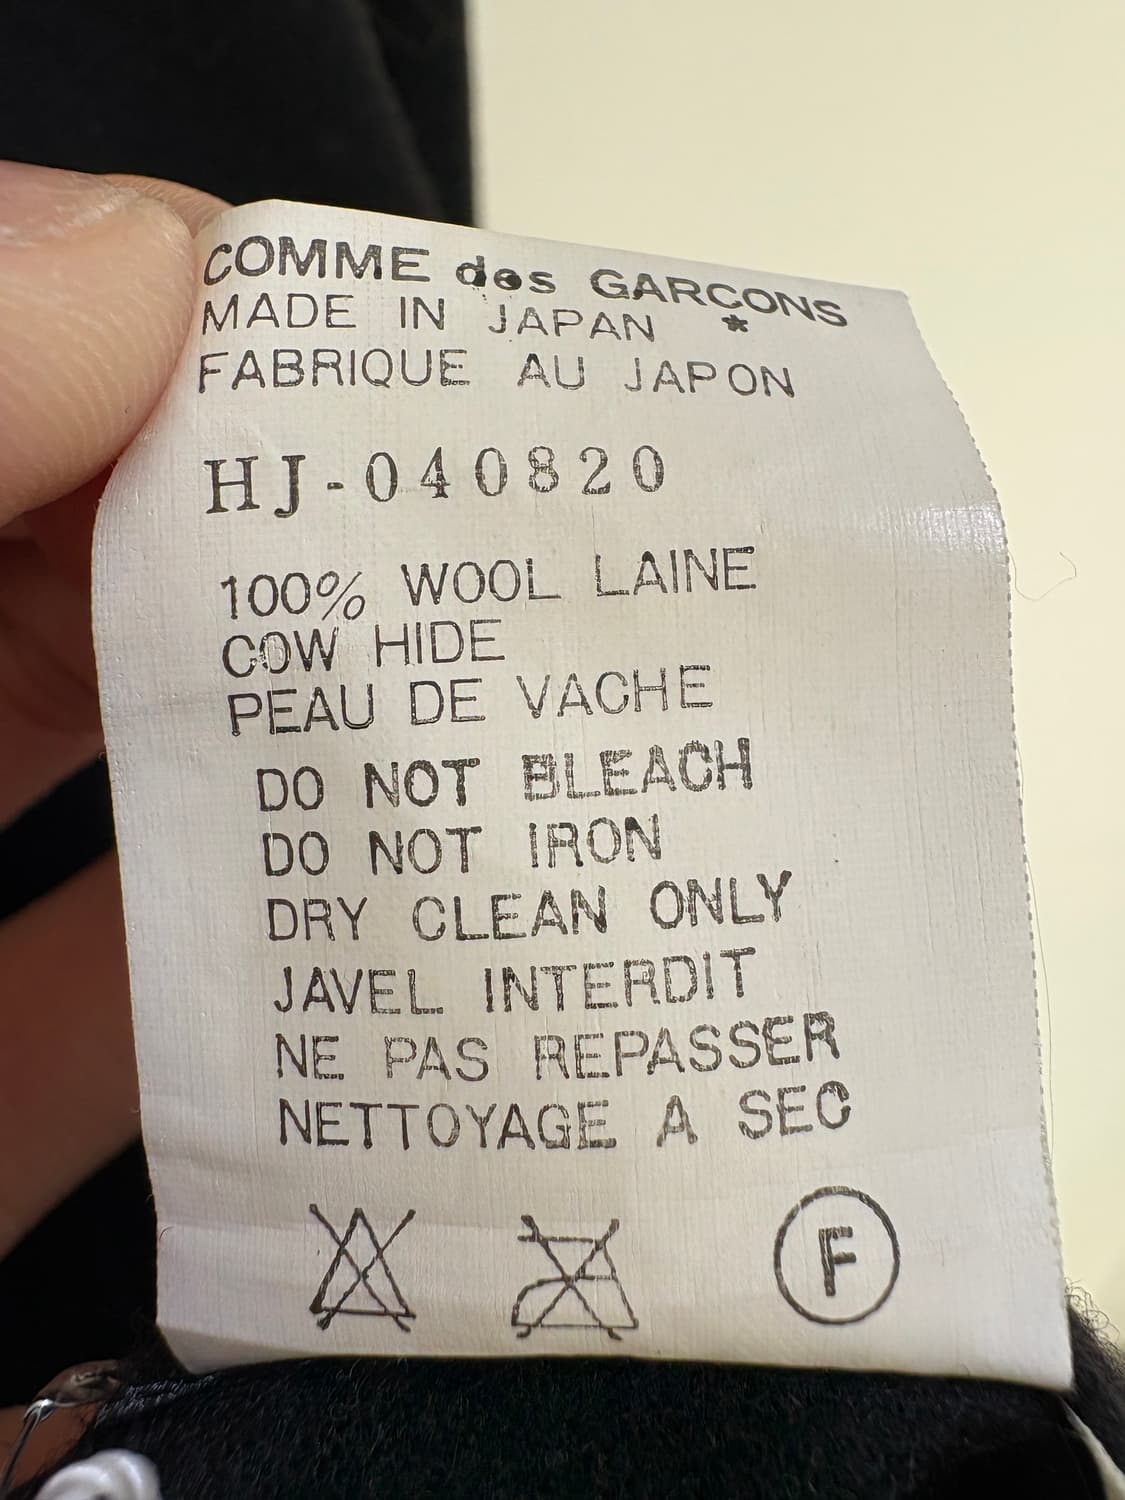 COMME des GARCONS
*
MADE IN JAPAN
FABRIQUE AU JAPON
HJ-040820
100% WOOL LAINE
COW HIDE
PEAU DE VACHE
DO NOT BLEACH
DO NOT IRON
DRY CLEAN ONLY
JAVEL INTERDIT
NE PAS REPASSER
NETTOYAGE A SEC
F